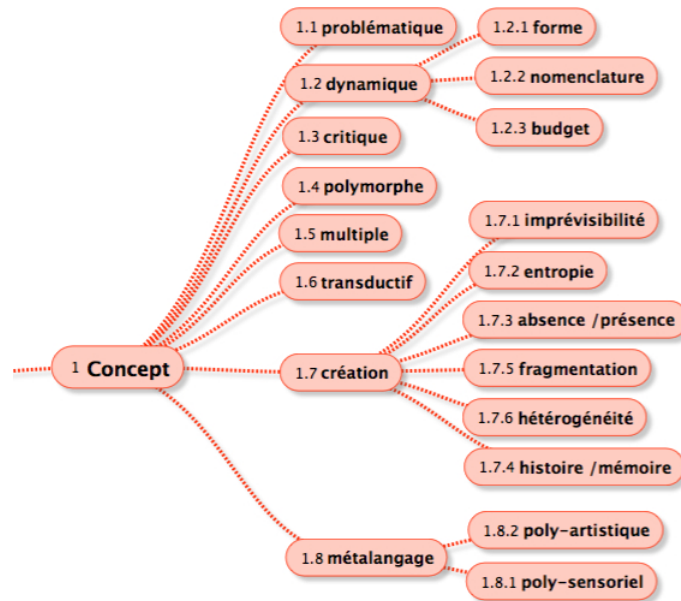 1.1 problématique
1.2.1 forme
1.2 dynamique
1.2.2 nomenclature
1.2.3 budget
1.3 critique
1.4 polymorphe
1.5 multiple
1.6 transductif
1 Concept
1.7 création
1.7.1 imprévisibilité
1.7.2 entropie
1.7.3 absence /présence
1.7.5 fragmentation
1.7.6 hétérogénéité
1.7.4 histoire /mémoire
1.8 métalangage
1.8.2 poly-artistique
1.8.1 poly-sensoriel